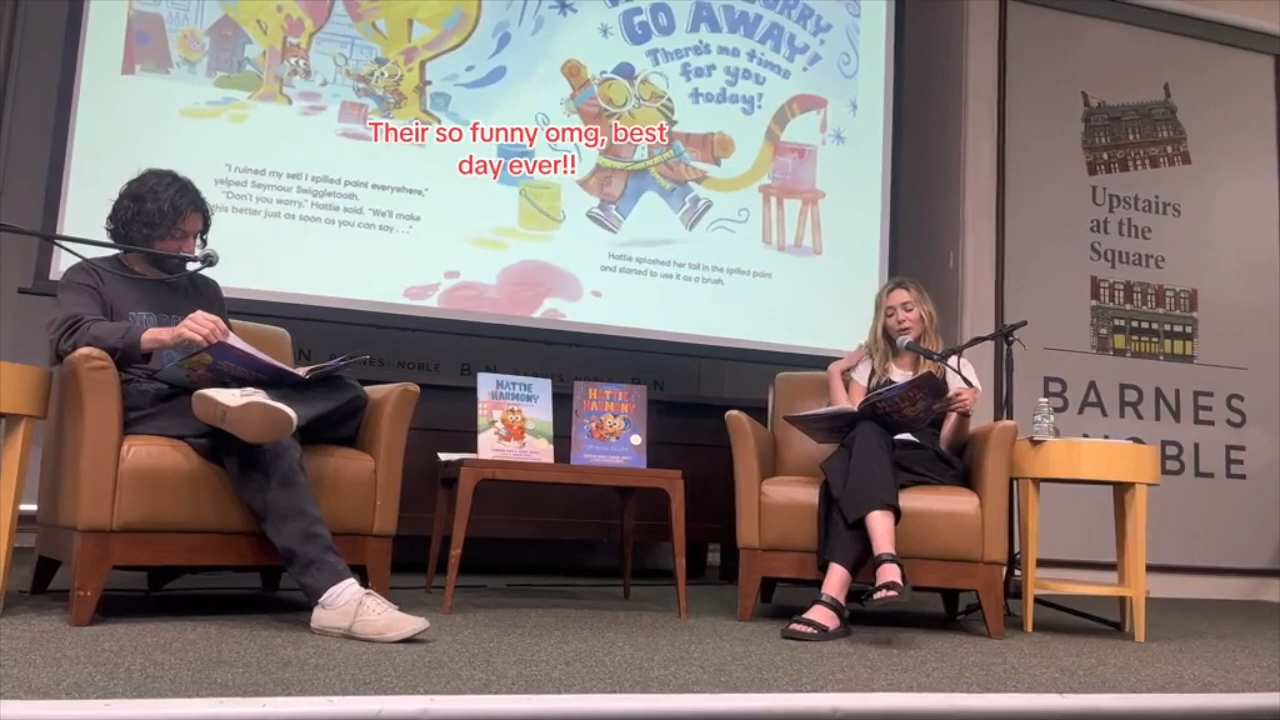 GO AWAY!
There's no time
for you
today!
Their so funny omg, best
day ever!!
"I ruined my set! I spilled paint everywhere,"
yelped Seymour Swiggletooth.
"Don't you worry," Hattie said. "We'll make
this better just as soon as you can say . . ."
Hattie splashed her tail in the spilled paint
and started to use it as a brush.
Upstairs
at the
Square
BARNES
NOBLE
BARNES & NOBLE
HATTIE
HARMONY
HATTIE
HARMONY